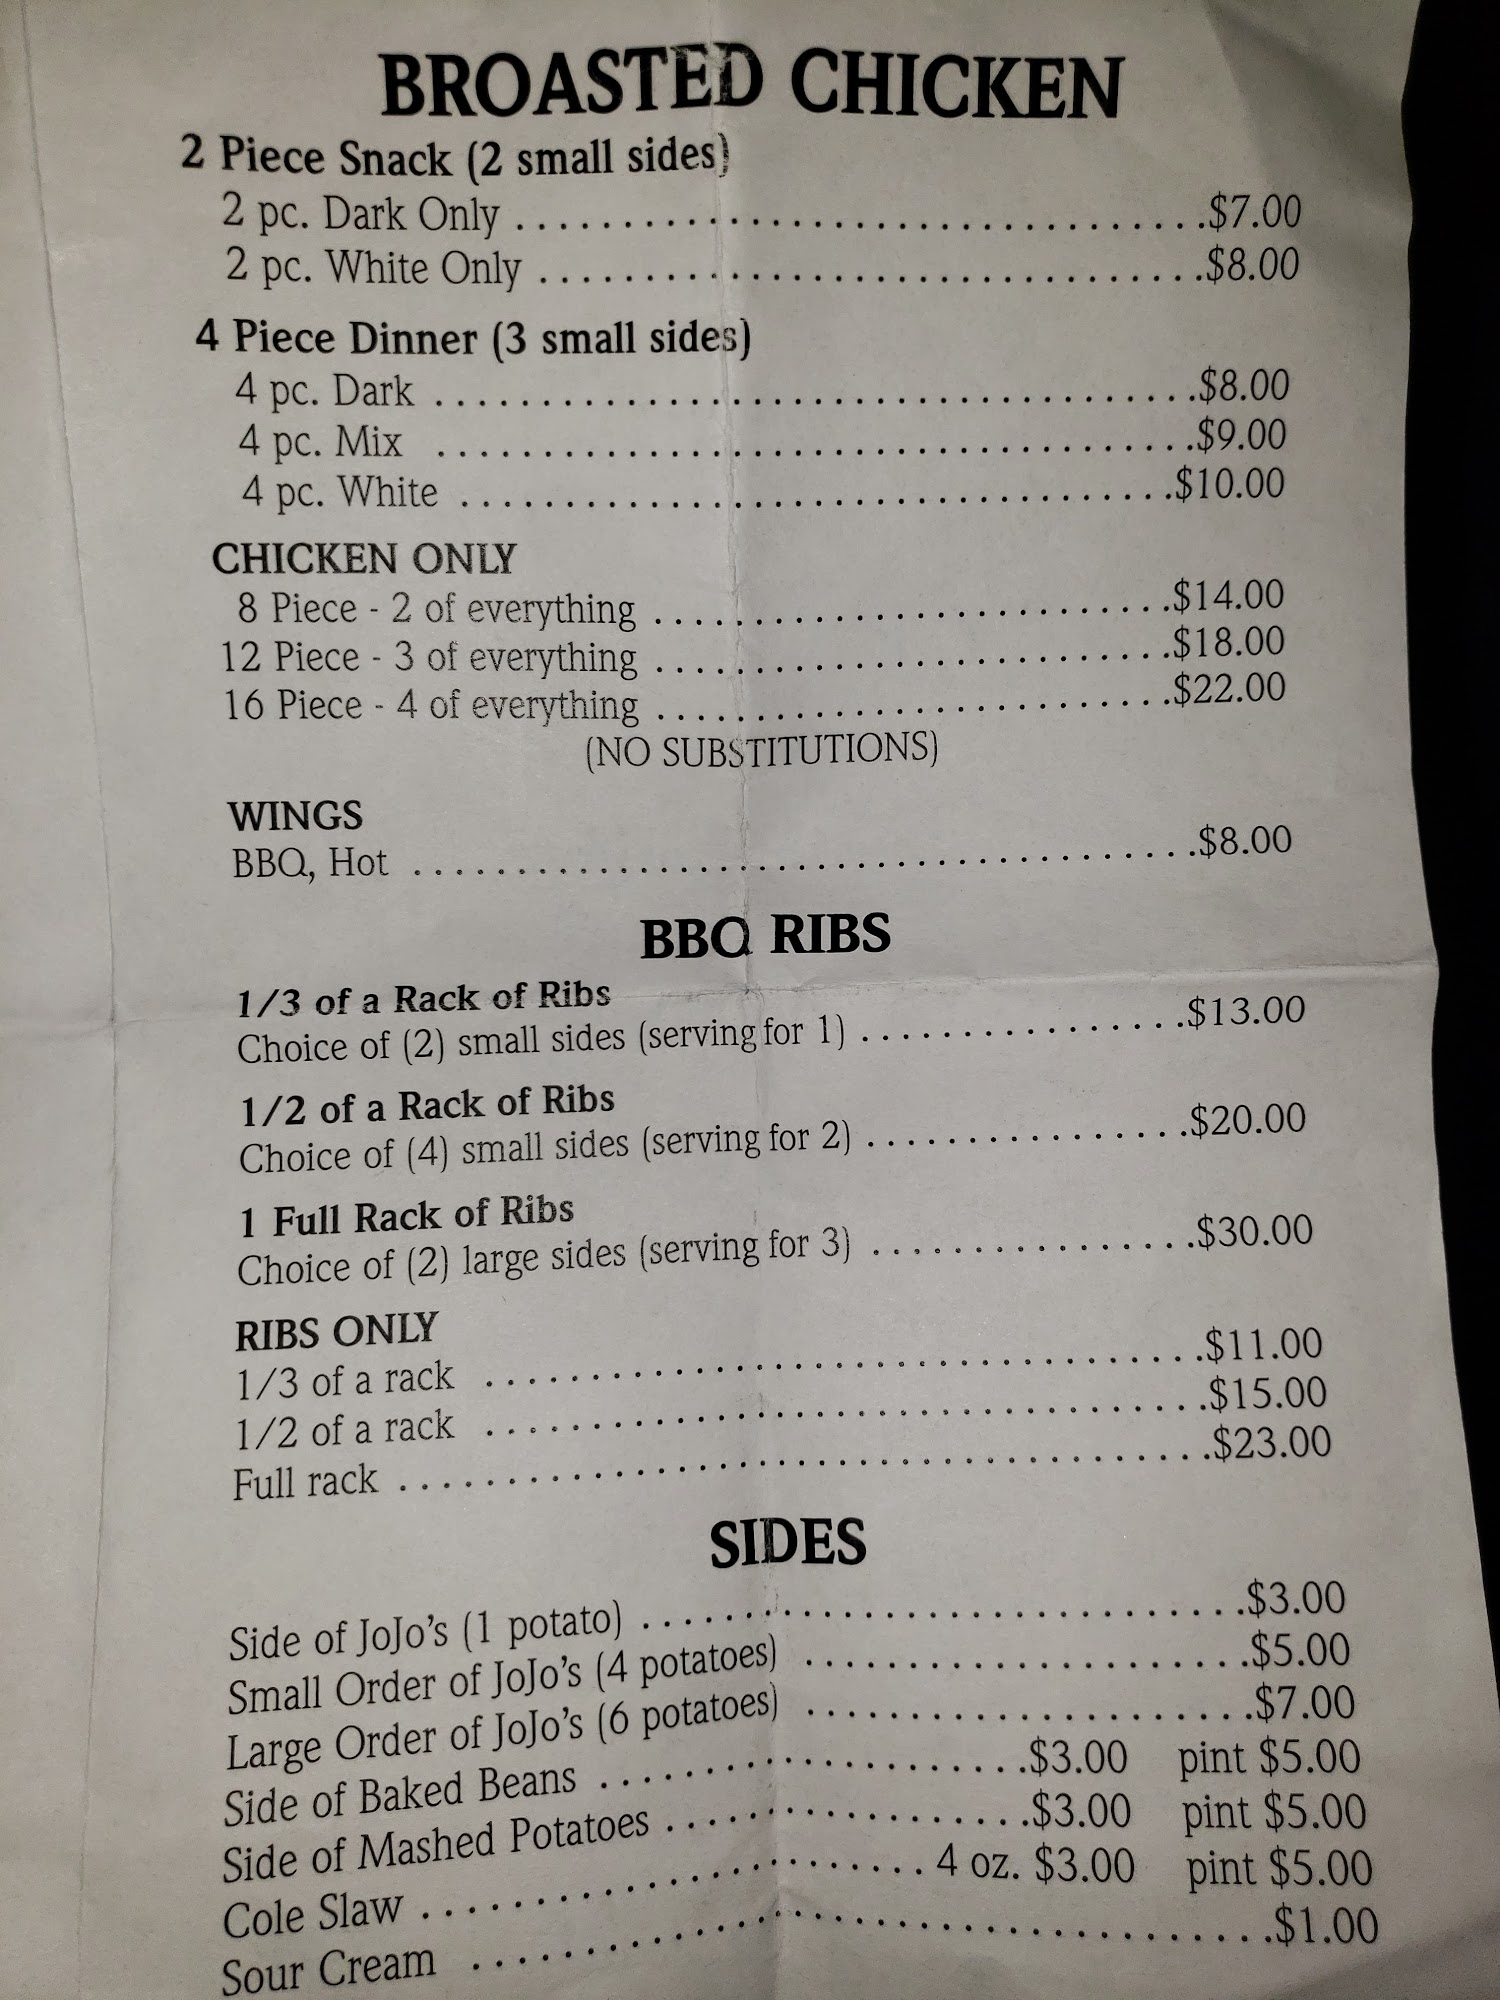 BROASTED CHICKEN
2 Piece Snack (2 small sides)
2 pc. Dark Only . . . . . . . . . . . . . . . . . . . . $7.00
2 pc. White Only . . . . . . . . . . . . . . . . . . . . $8.00
4 Piece Dinner (3 small sides)
4 pc. Dark . . . . . . . . . . . . . . . . . . . . $8.00
4 pc. Mix . . . . . . . . . . . . . . . . . . . . $9.00
4 pc. White . . . . . . . . . . . . . . . . . . . . $10.00
CHICKEN ONLY
8 Piece - 2 of everything . . . . . . . . . . . . . . . . . . . . $14.00
12 Piece - 3 of everything . . . . . . . . . . . . . . . . . . . . $18.00
16 Piece - 4 of everything . . . . . . . . . . . . . . . . . . . . $22.00
(NO SUBSTITUTIONS)
WINGS
BBQ, Hot . . . . . . . . . . . . . . . . . . . . $8.00
BBQ RIBS
1/3 of a Rack of Ribs
Choice of (2) small sides (serving for 1) . . . . . . . . . . . . . . . . $13.00
1/2 of a Rack of Ribs
Choice of (4) small sides (serving for 2) . . . . . . . . . . . . . . . . $20.00
1 Full Rack of Ribs
Choice of (2) large sides (serving for 3) . . . . . . . . . . . . . . . . $30.00
RIBS ONLY
1/3 of a rack . . . . . . . . . . . . . . . . . . . . $11.00
1/2 of a rack . . . . . . . . . . . . . . . . . . . . $15.00
Full rack . . . . . . . . . . . . . . . . . . . . $23.00
SIDES
Side of JoJo's (1 potato) . . . . . . . . . . . . . . . . . . . . $3.00
Small Order of JoJo's (4 potatoes) . . . . . . . . . . . . . . . . . . . . $5.00
Large Order of JoJo's (6 potatoes) . . . . . . . . . . . . . . . . . . . . $7.00
Side of Baked Beans . . . . . . . . . . . . . . . . $3.00 pint $5.00
Side of Mashed Potatoes . . . . . . . . . . . . . . . . $3.00 pint $5.00
Cole Slaw . . . . . . . . . . . . . . . . . . . . 4 oz. $3.00 pint $5.00
Sour Cream . . . . . . . . . . . . . . . . . . . . $1.00